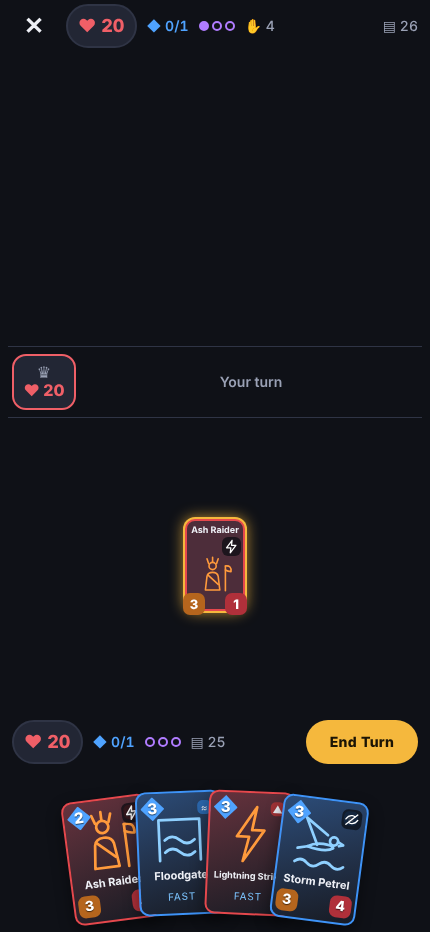 20 0/1 4 26
20 Your turn
Ash Raider
3 1
20 0/1 25 End Turn
2 3 3 3
Ash Raide Floodgate Lightning Stri Storm Petrel
FAST FAST
3 3 4